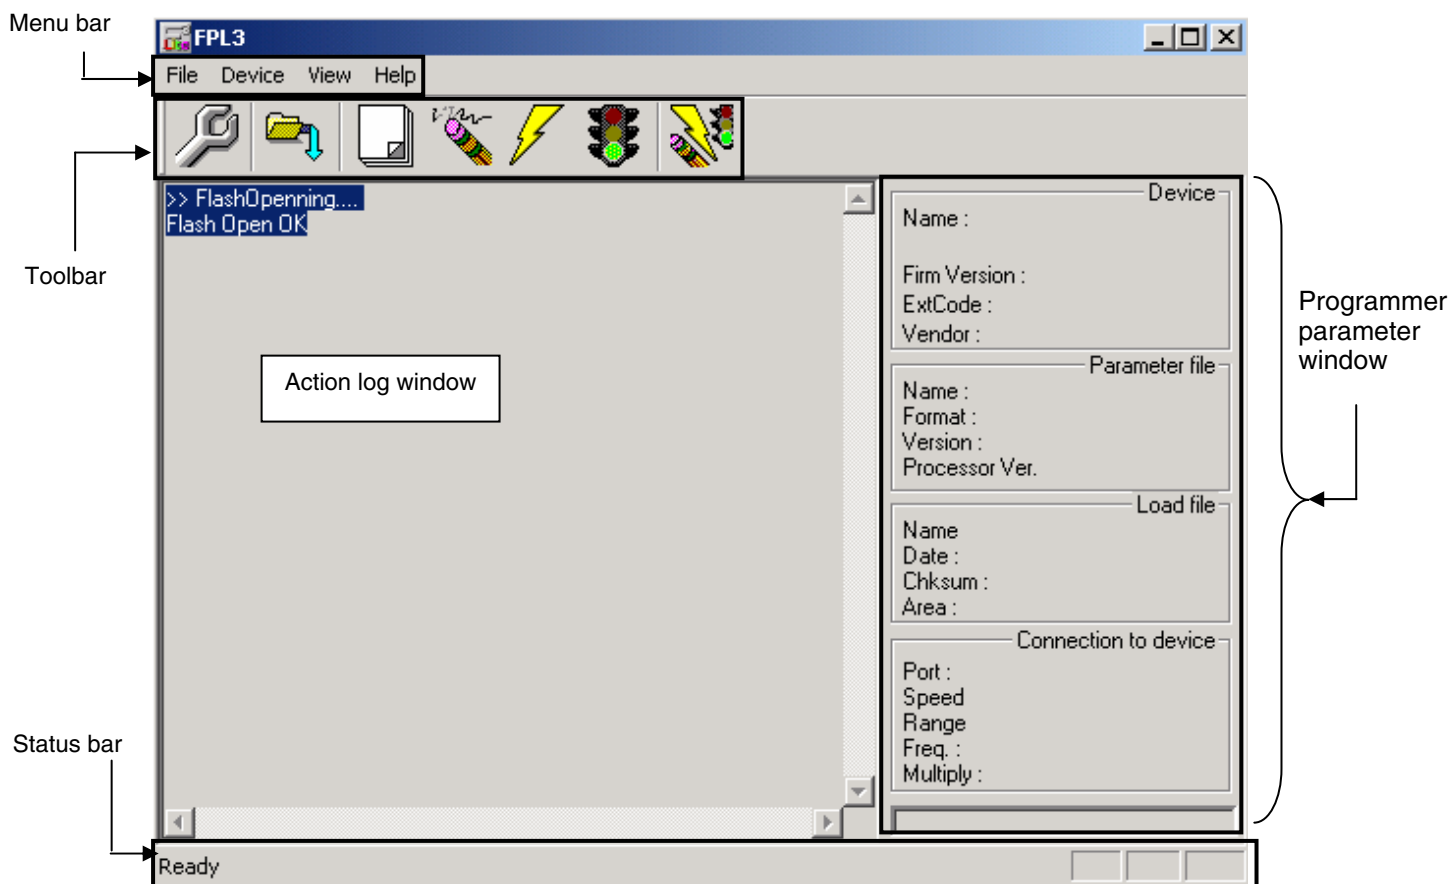 Menu bar
FPL3
File Device View Help
Toolbar
>> FlashOpenning....
Flash Open OK
Action log window
Device
Name :
Firm Version :
ExtCode :
Vendor :
Parameter file
Name :
Format :
Version :
Processor Ver.
Load file
Name
Date :
Chksum :
Area :
Connection to device
Port :
Speed
Range
Freq. :
Multiply :
Programmer
parameter
window
Status bar
Ready